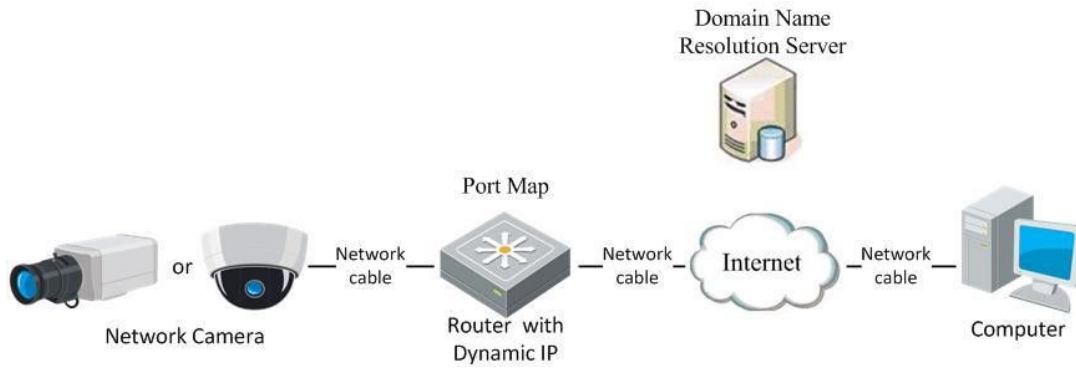 Domain Name
Resolution Server
Port Map
or
Network
cable
Network
cable
Internet
Network
cable
Network Camera
Router with
Dynamic IP
Computer